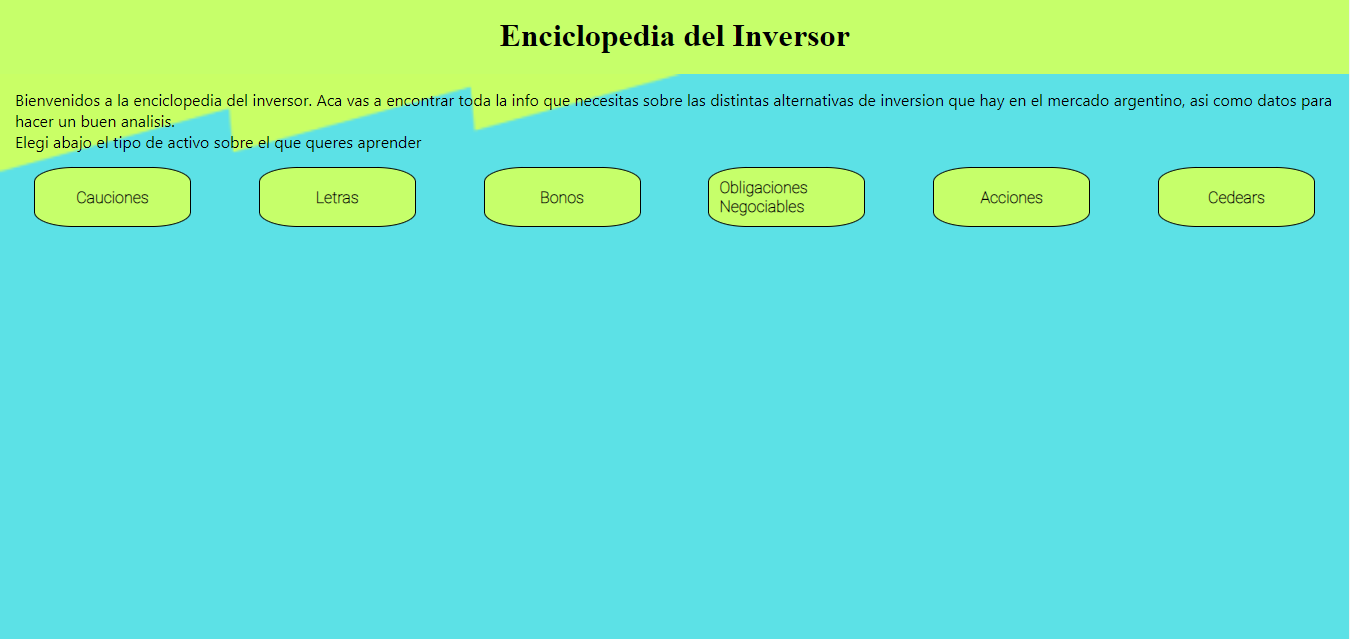 Enciclopedia del Inversor
Bienvenidos a la enciclopedia del inversor. Aca vas a encontrar toda la info que necesitas sobre las distintas alternativas de inversion que hay en el mercado argentino, asi como datos para
hacer un buen analisis.
Elegi abajo el tipo de activo sobre el que queres aprender
Cauciones
Letras
Bonos
Obligaciones
Negociables
Acciones
Cedears